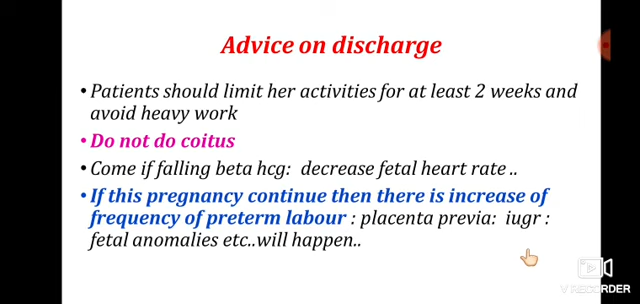 Advice on discharge
• Patients should limit her activities for at least 2 weeks and
avoid heavy work
• Do not do coitus
• Come if falling beta hcg: decrease fetal heart rate ..
• If this pregnancy continue then there is increase of
frequency of preterm labour : placenta previa: iugr :
fetal anomalies etc..will happen..
V RECORDER